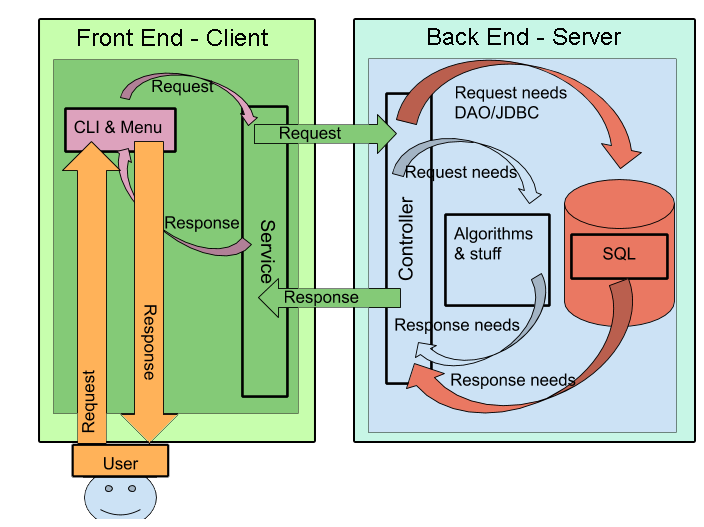 Front End - Client
Back End - Server
Request
CLI & Menu
Request
Request needs
DAO/JDBC
Request needs
Response
Service
Controller
Algorithms
& stuff
SQL
Response
Response
Response needs
Response needs
Request
User